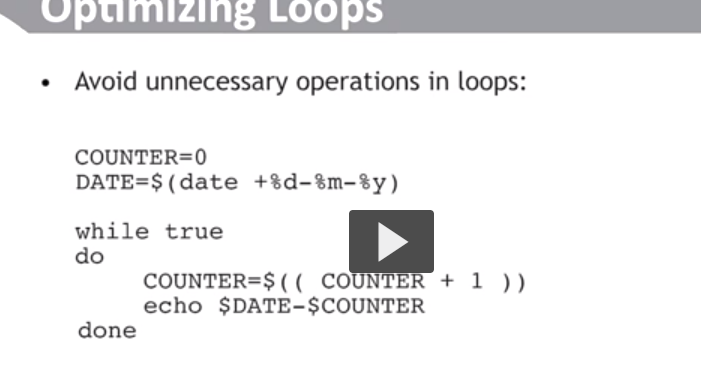 Optimizing Loops
• Avoid unnecessary operations in loops:
COUNTER=0
DATE=$(date +%d-%m-%y)
while true
do
COUNTER=$(( COUNTER + 1 ))
echo $DATE-$COUNTER
done